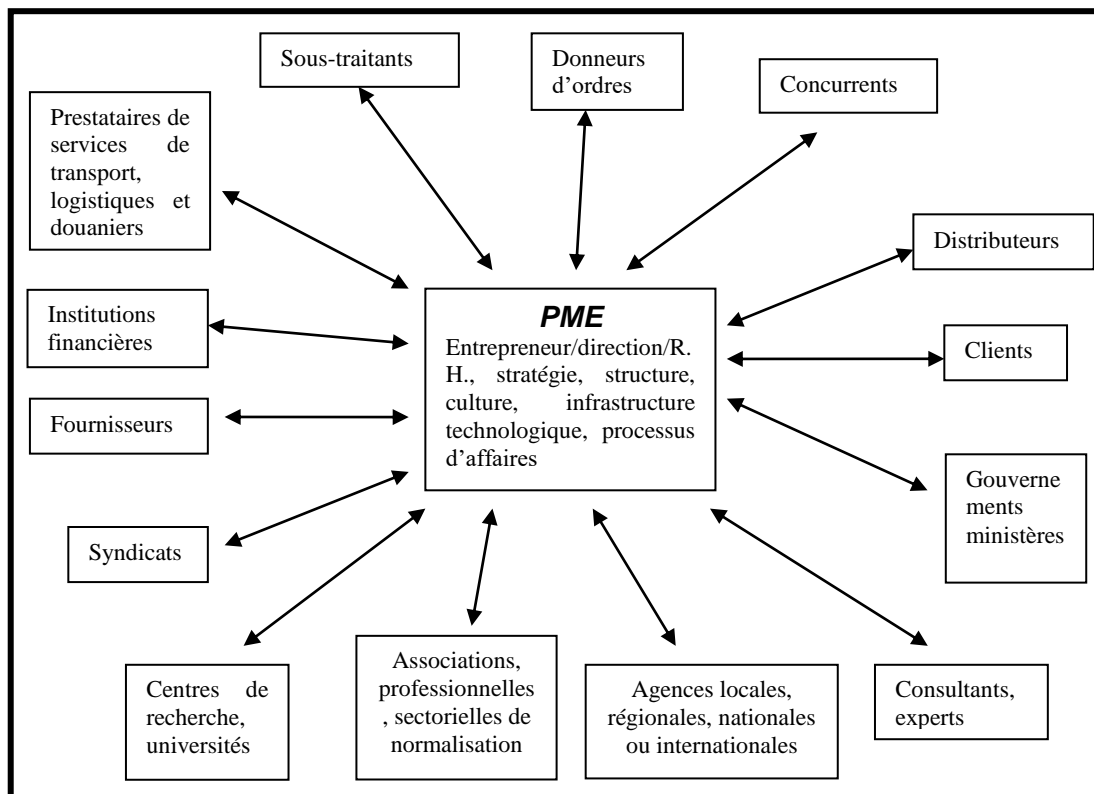 Sous-traitants
Donneurs
d'ordres
Concurrents
Prestataires de
services de
transport,
logistiques et
douaniers
Distributeurs
Institutions
financières
PME
Entrepreneur/direction/R.
H., stratégie, structure,
culture, infrastructure
technologique, processus
d'affaires
Clients
Fournisseurs
Gouverne
ments
ministères
Syndicats
Centres de
recherche,
universités
Associations,
professionnelles
, sectorielles de
normalisation
Agences locales,
régionales, nationales
ou internationales
Consultants,
experts